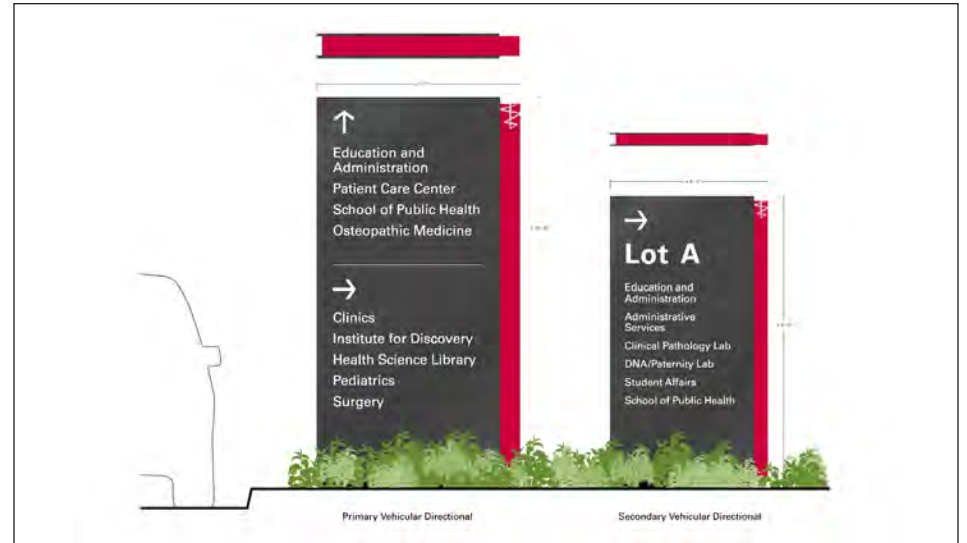 ↑
Education and
Administration
Patient Care Center
School of Public Health
Osteopathic Medicine
→
Clinics
Institute for Discovery
Health Science Library
Pediatrics
Surgery
→
Lot A
Education and
Administration
Administrative
Services
Clinical Pathology Lab
DNA/Paternity Lab
Student Affairs
School of Public Health
Primary Vehicular Directional
Secondary Vehicular Directional